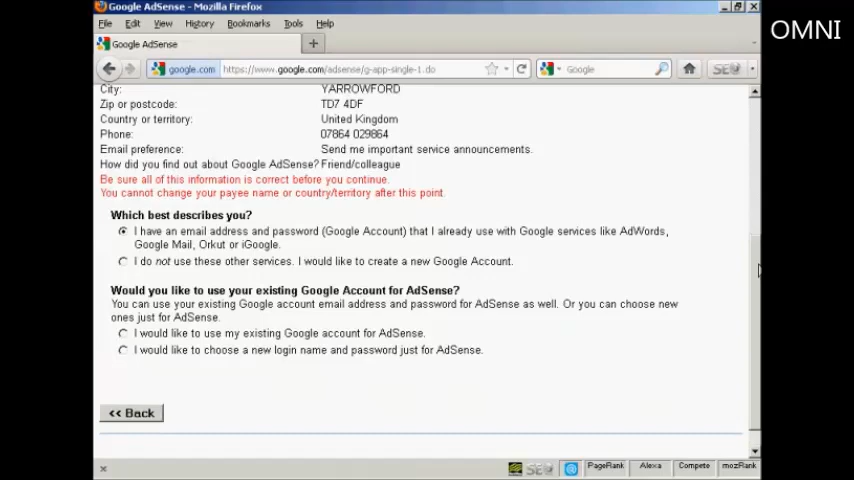 Google AdSense - Mozilla Firefox
OMNI
File Edit View History Bookmarks Tools Help
Google AdSense
google.com https://www.google.com/adsense/g-app-single-1.do Google SEO
City: YARROWFORD
Zip or postcode: TD7 4DF
Country or territory: United Kingdom
Phone: 07864 029864
Email preference: Send me important service announcements.
How did you find out about Google AdSense? Friend/colleague
Be sure all of this information is correct before you continue.
You cannot change your payee name or country/territory after this point.
Which best describes you?
I have an email address and password (Google Account) that I already use with Google services like AdWords,
Google Mail, Orkut or iGoogle.
I do not use these other services. I would like to create a new Google Account.
Would you like to use your existing Google Account for AdSense?
You can use your existing Google account email address and password for AdSense as well. Or you can choose
new ones just for AdSense.
I would like to use my existing Google account for AdSense.
I would like to choose a new login name and password just for AdSense.
<< Back
SEO PageRank Alexa Compete mozRank